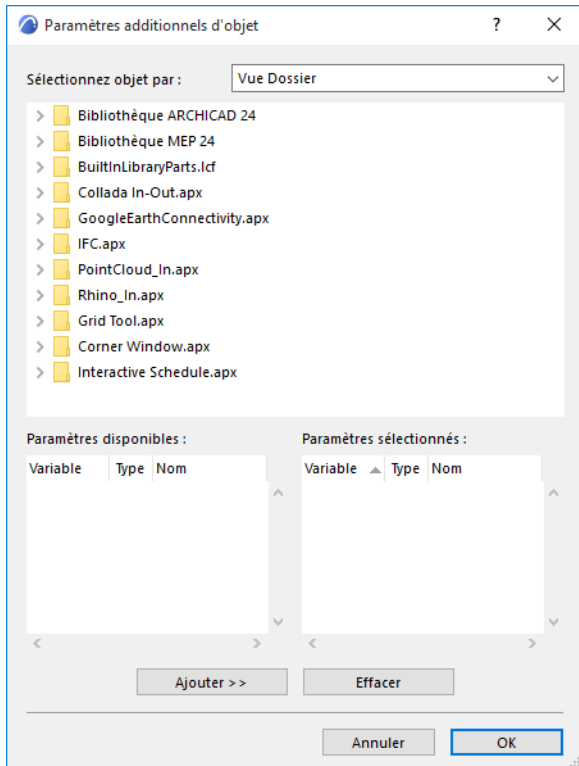 Paramètres additionnels d'objet
?
Sélectionnez objet par :
Vue Dossier
Bibliothèque ARCHICAD 24
Bibliothèque MEP 24
BuiltInLibraryParts.lcf
Collada In-Out.apx
GoogleEarthConnectivity.apx
IFC.apx
PointCloud_In.apx
Rhino_In.apx
Grid Tool.apx
Corner Window.apx
Interactive Schedule.apx
Paramètres disponibles :
Paramètres sélectionnés :
Variable Type Nom
Variable Type Nom
Ajouter >>
Effacer
Annuler
OK